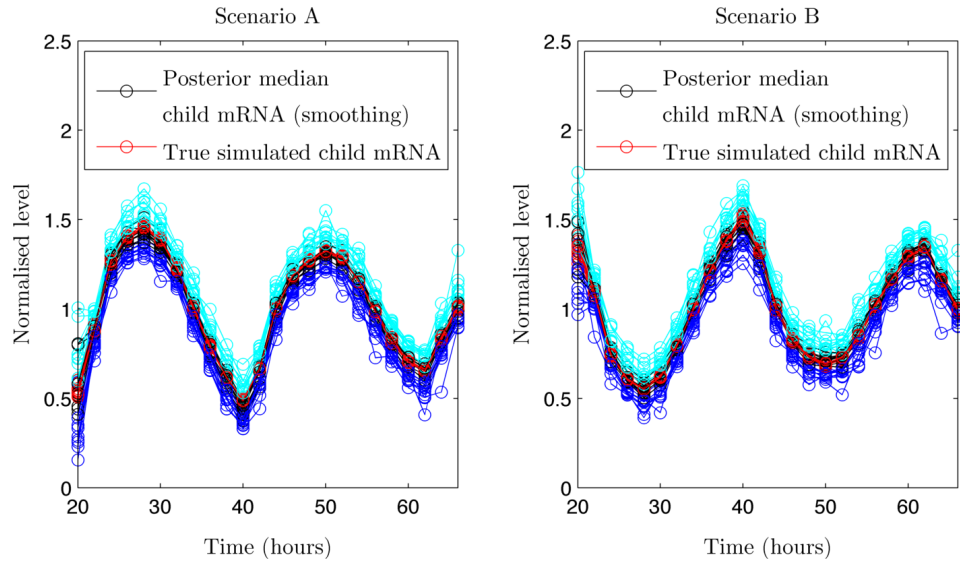 Scenario A
2.5
2
1.5
1
0.5
0
20
30
40
50
60
Normalised level
Time (hours)
Posterior median
child mRNA (smoothing)
True simulated child mRNA
Scenario B
2.5
2
1.5
1
0.5
0
20
30
40
50
60
Normalised level
Time (hours)
Posterior median
child mRNA (smoothing)
True simulated child mRNA